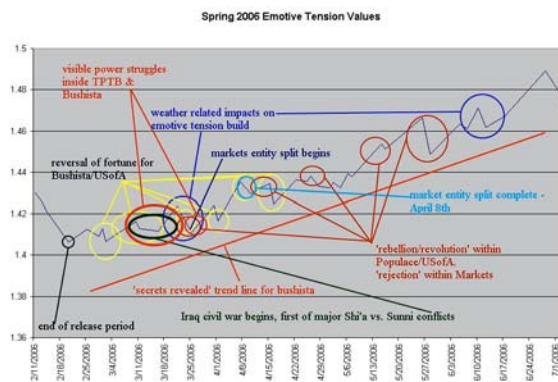 Spring 2006 Emotive Tension Values
1.5
1.48
1.46
1.44
1.42
1.4
1.38
1.36
visible power struggles
inside TPTB &
Bushista
weather related impacts on
emotive tension build
reversal of fortune for
Bushista/USofA
markets entity split begins
market entity split complete -
April 8th
'rebellion/revolution' within
Populace/USofA,
'rejection' within Markets
'secrets revealed' trend line for bushista
Iraq civil war begins, first of major Shi'a vs. Sunni conflicts
end of release period
2/11/2006
2/18/2006
2/25/2006
3/4/2006
3/11/2006
3/18/2006
3/25/2006
4/1/2006
4/8/2006
4/15/2006
4/22/2006
4/29/2006
5/6/2006
5/13/2006
5/20/2006
5/27/2006
6/3/2006
6/10/2006
6/17/2006
6/24/2006